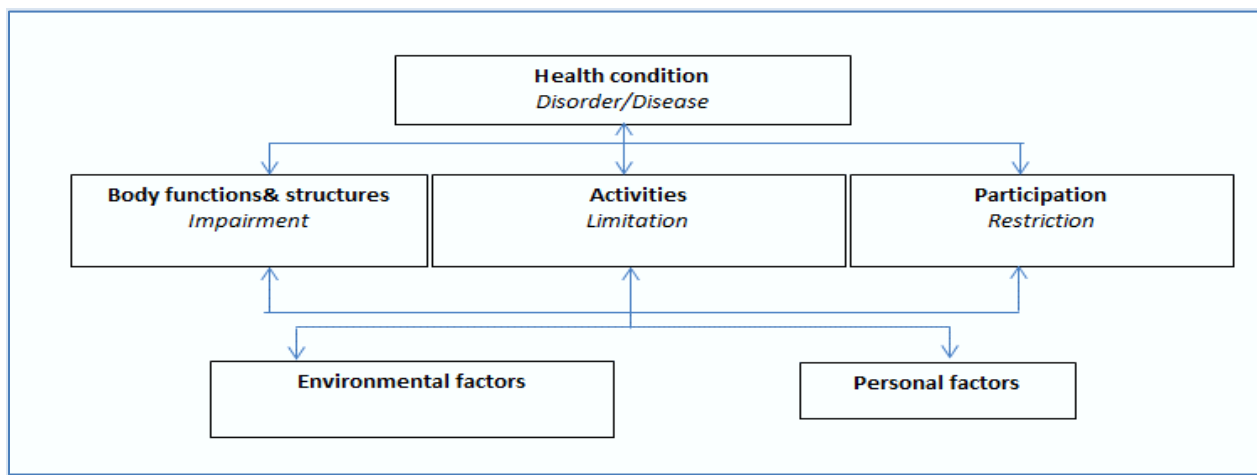 Health condition
Disorder/Disease
Body functions& structures
Impairment
Activities
Limitation
Participation
Restriction
Environmental factors
Personal factors